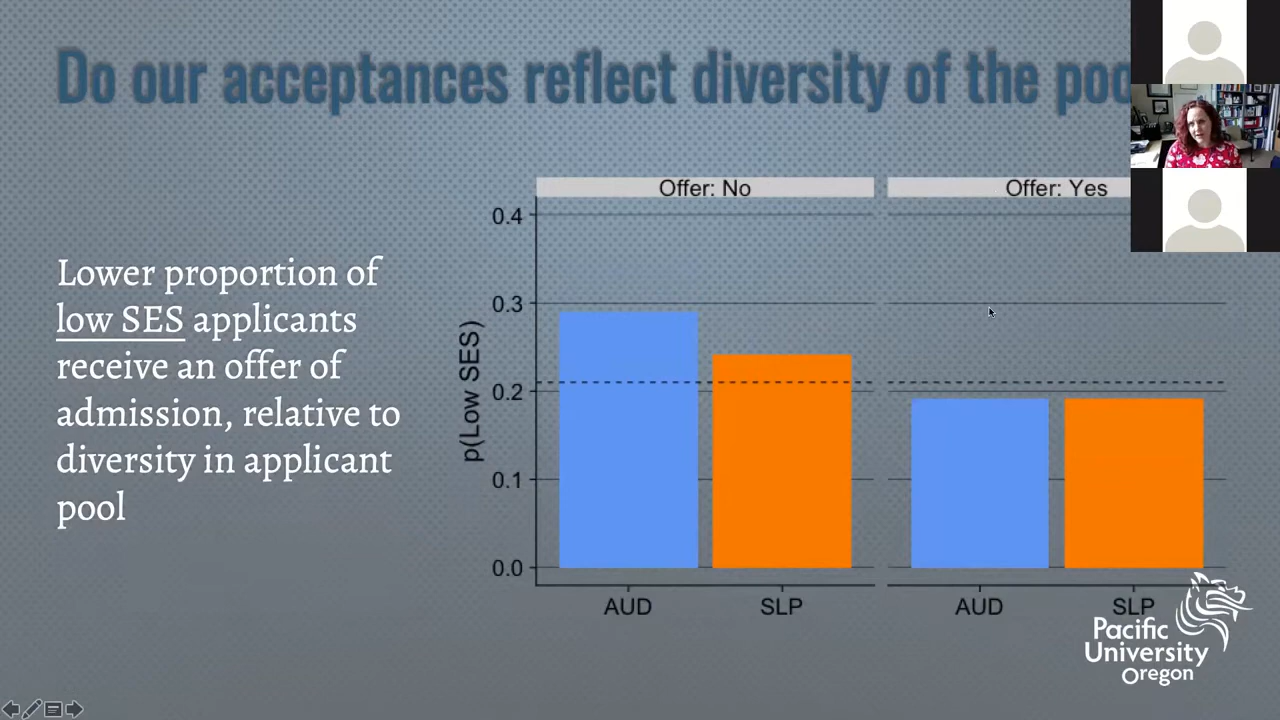 Do our acceptances reflect diversity of the
Lower proportion of
low SES applicants
receive an offer of
admission, relative to
diversity in applicant
pool
Offer: No
Offer: Yes
p(Low SES)
0.4
0.3
0.2
0.1
0.0
AUD
SLP
AUD
SLP
Pacific
University
Oregon